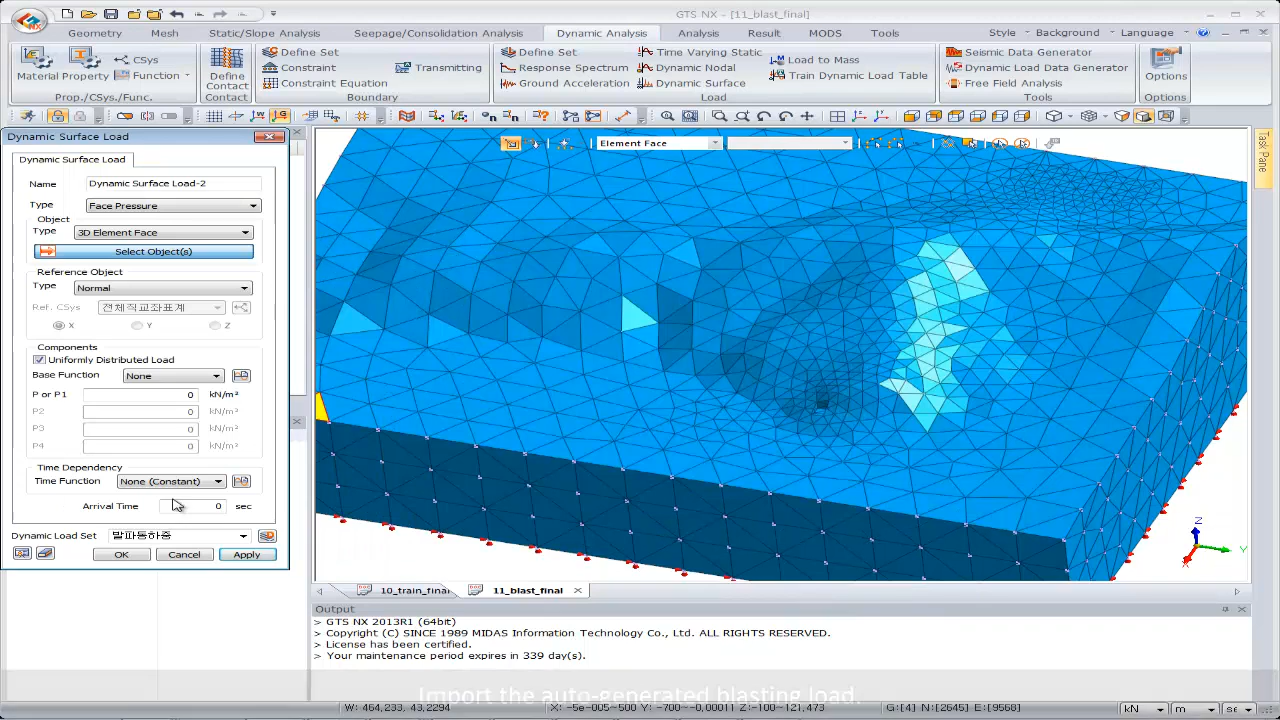 GTS NX - [11_blast_final]
Geometry Mesh Static/Slope Analysis Seepage/Consolidation Analysis Dynamic Analysis Analysis Result MODS Tools Style Background Language
Material Property CSys Function Define Contact Define Set Constraint Constraint Equation Transmitting Define Set Response Spectrum Ground Acceleration Time Varying Static Dynamic Nodal Dynamic Surface Load to Mass Train Dynamic Load Table Seismic Data Generator Dynamic Load Data Generator Free Field Analysis Options
Prop./CSys./Func. Contact Boundary Load Tools Options
Dynamic Surface Load
Element Face
Task Pane
Dynamic Surface Load
Name Dynamic Surface Load-2
Type Face Pressure
Object
Type 3D Element Face
Select Object(s)
Reference Object
Type Normal
Ref. CSys 전체직교좌표계
X Y Z
Components
Uniformly Distributed Load
Base Function None
P or P1 0 kN/m²
P2 0 kN/m²
P3 0 kN/m²
P4 0 kN/m²
Time Dependency
Time Function None (Constant)
Arrival Time 0 sec
Dynamic Load Set 발파동하중
OK Cancel Apply
Z
Y
X
10_train_final 11_blast_final
Output
> GTS NX 2013R1 (64bit)
> Copyright (C) SINCE 1989 MIDAS Information Technology Co., Ltd. ALL RIGHTS RESERVED.
> License has been certified.
> Your maintenance period expires in 339 day(s).
Import the auto-generated blasting load.
G:[4] N:[2645] E:[9568] kN m